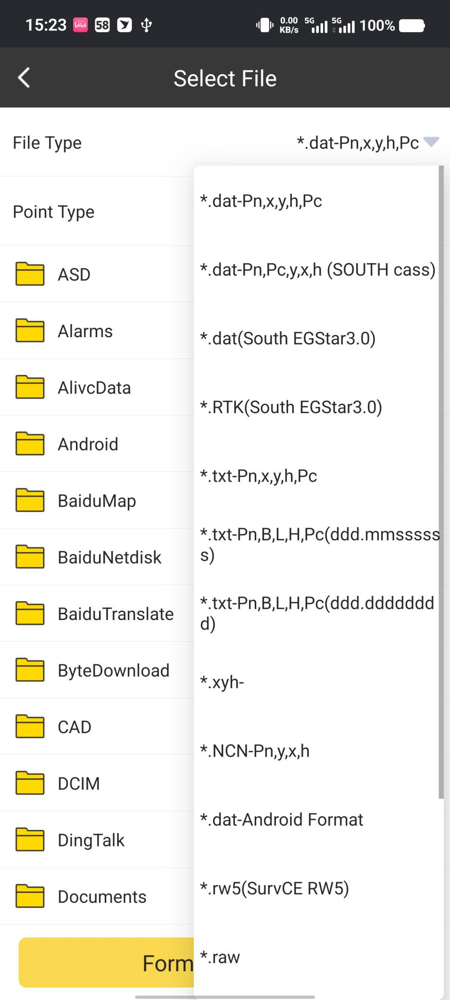 15:23
bilibili
58
0.00
KB/s
5G
5G
100%
Select File
File Type
*.dat-Pn,x,y,h,Pc
Point Type
ASD
Alarms
AlivcData
Android
BaiduMap
BaiduNetdisk
BaiduTranslate
ByteDownload
CAD
DCIM
DingTalk
Documents
Form
*.dat-Pn,x,y,h,Pc
*.dat-Pn,Pc,y,x,h (SOUTH cass)
*.dat(South EGStar3.0)
*.RTK(South EGStar3.0)
*.txt-Pn,x,y,h,Pc
*.txt-Pn,B,L,H,Pc(ddd.mmsssss
s)
*.txt-Pn,B,L,H,Pc(ddd.ddddddd
d)
*.xyh-
*.NCN-Pn,y,x,h
*.dat-Android Format
*.rw5(SurvCE RW5)
*.raw